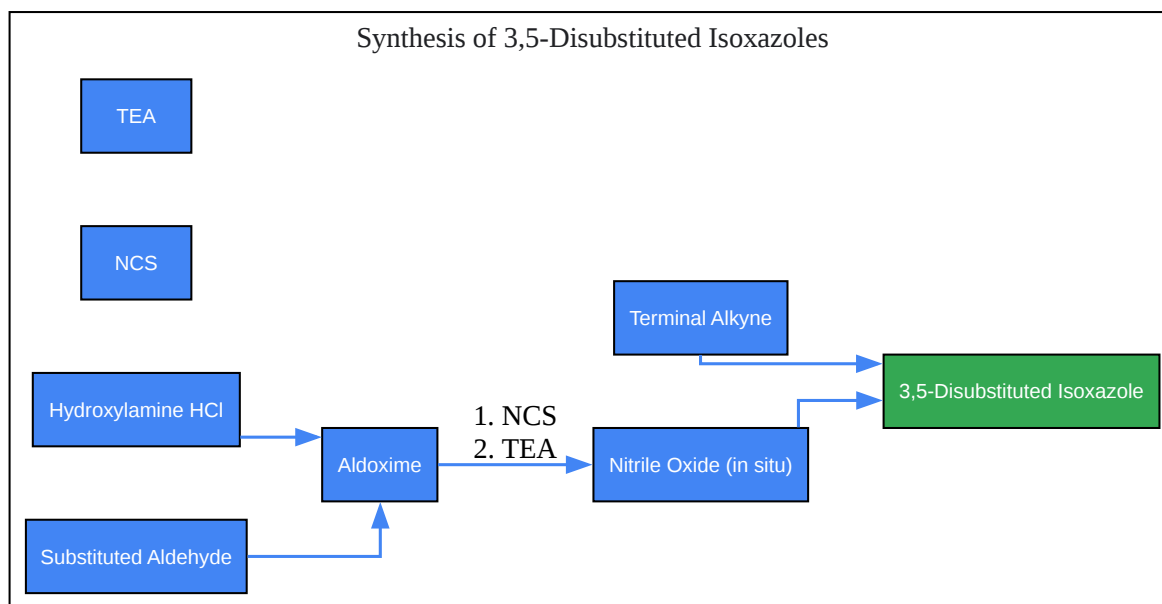 Synthesis of 3,5-Disubstituted Isoxazoles
TEA
NCS
Terminal Alkyne
3,5-Disubstituted Isoxazole
Hydroxylamine HCl
1. NCS
2. TEA
Aldoxime
Nitrile Oxide (in situ)
Substituted Aldehyde